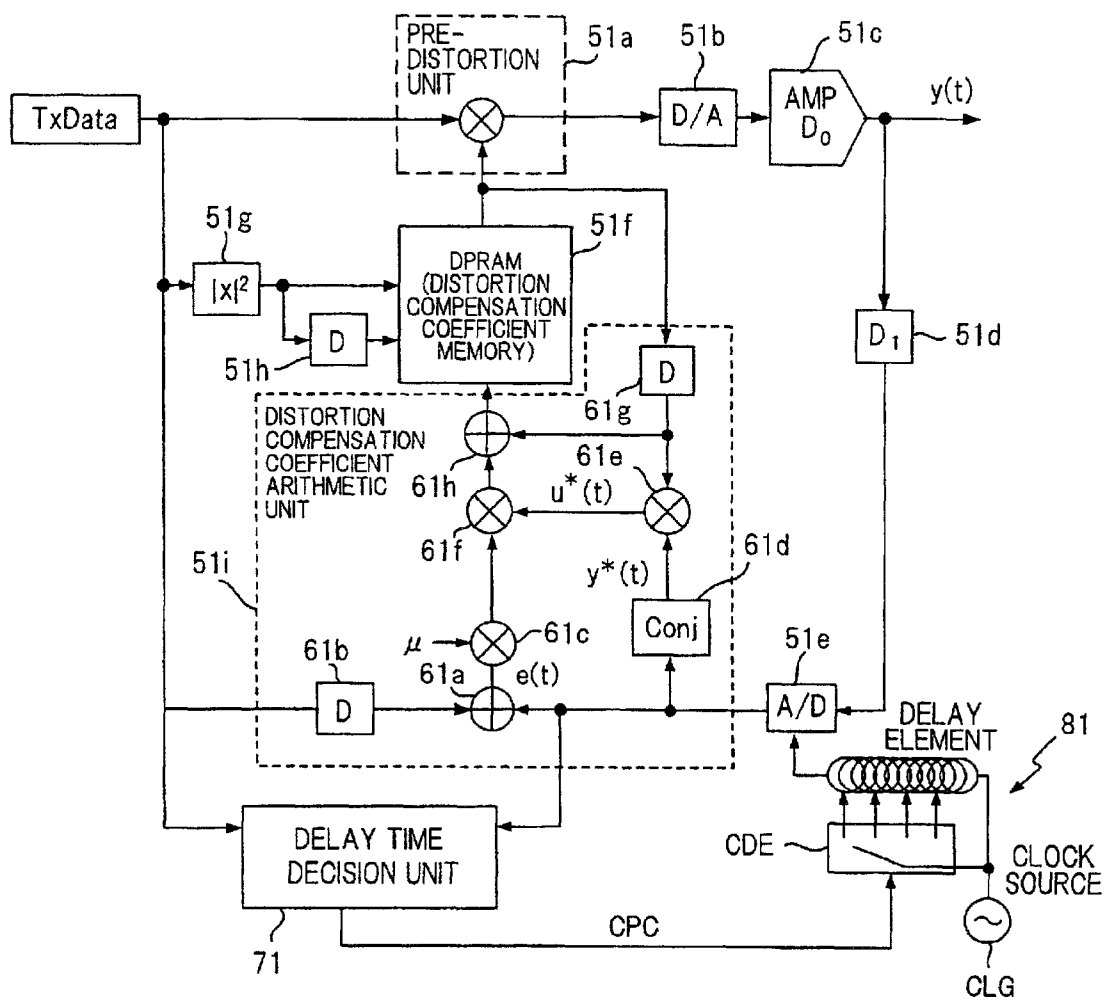 PRE-
DISTORTION
UNIT
51a
51b
51c
TxData
D/A
AMP
D0
y(t)
51g
|x|²
51f
DPRAM
(DISTORTION
COMPENSATION
COEFFICIENT
MEMORY)
D
51h
D1
51d
D
61g
DISTORTION
COMPENSATION
COEFFICIENT
ARITHMETIC
UNIT
61h
61e
u*(t)
61f
61d
51i
y*(t)
Conj
μ
61c
61b
61a
e(t)
51e
D
A/D
DELAY
ELEMENT
81
DELAY TIME
DECISION UNIT
CDE
CLOCK
SOURCE
71
CPC
CLG